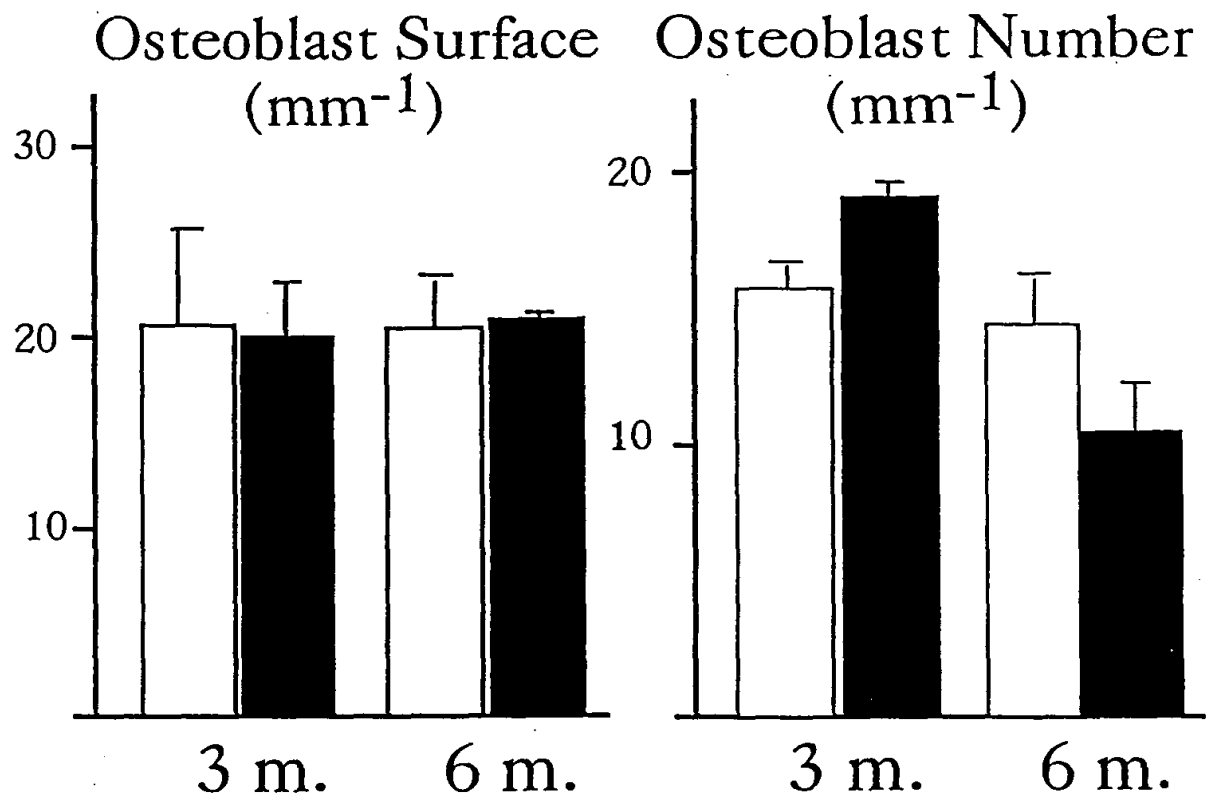 Osteoblast Surface
(mm-1)
30
20
10
3 m.
6 m.
Osteoblast Number
(mm-1)
20
10
3 m.
6 m.